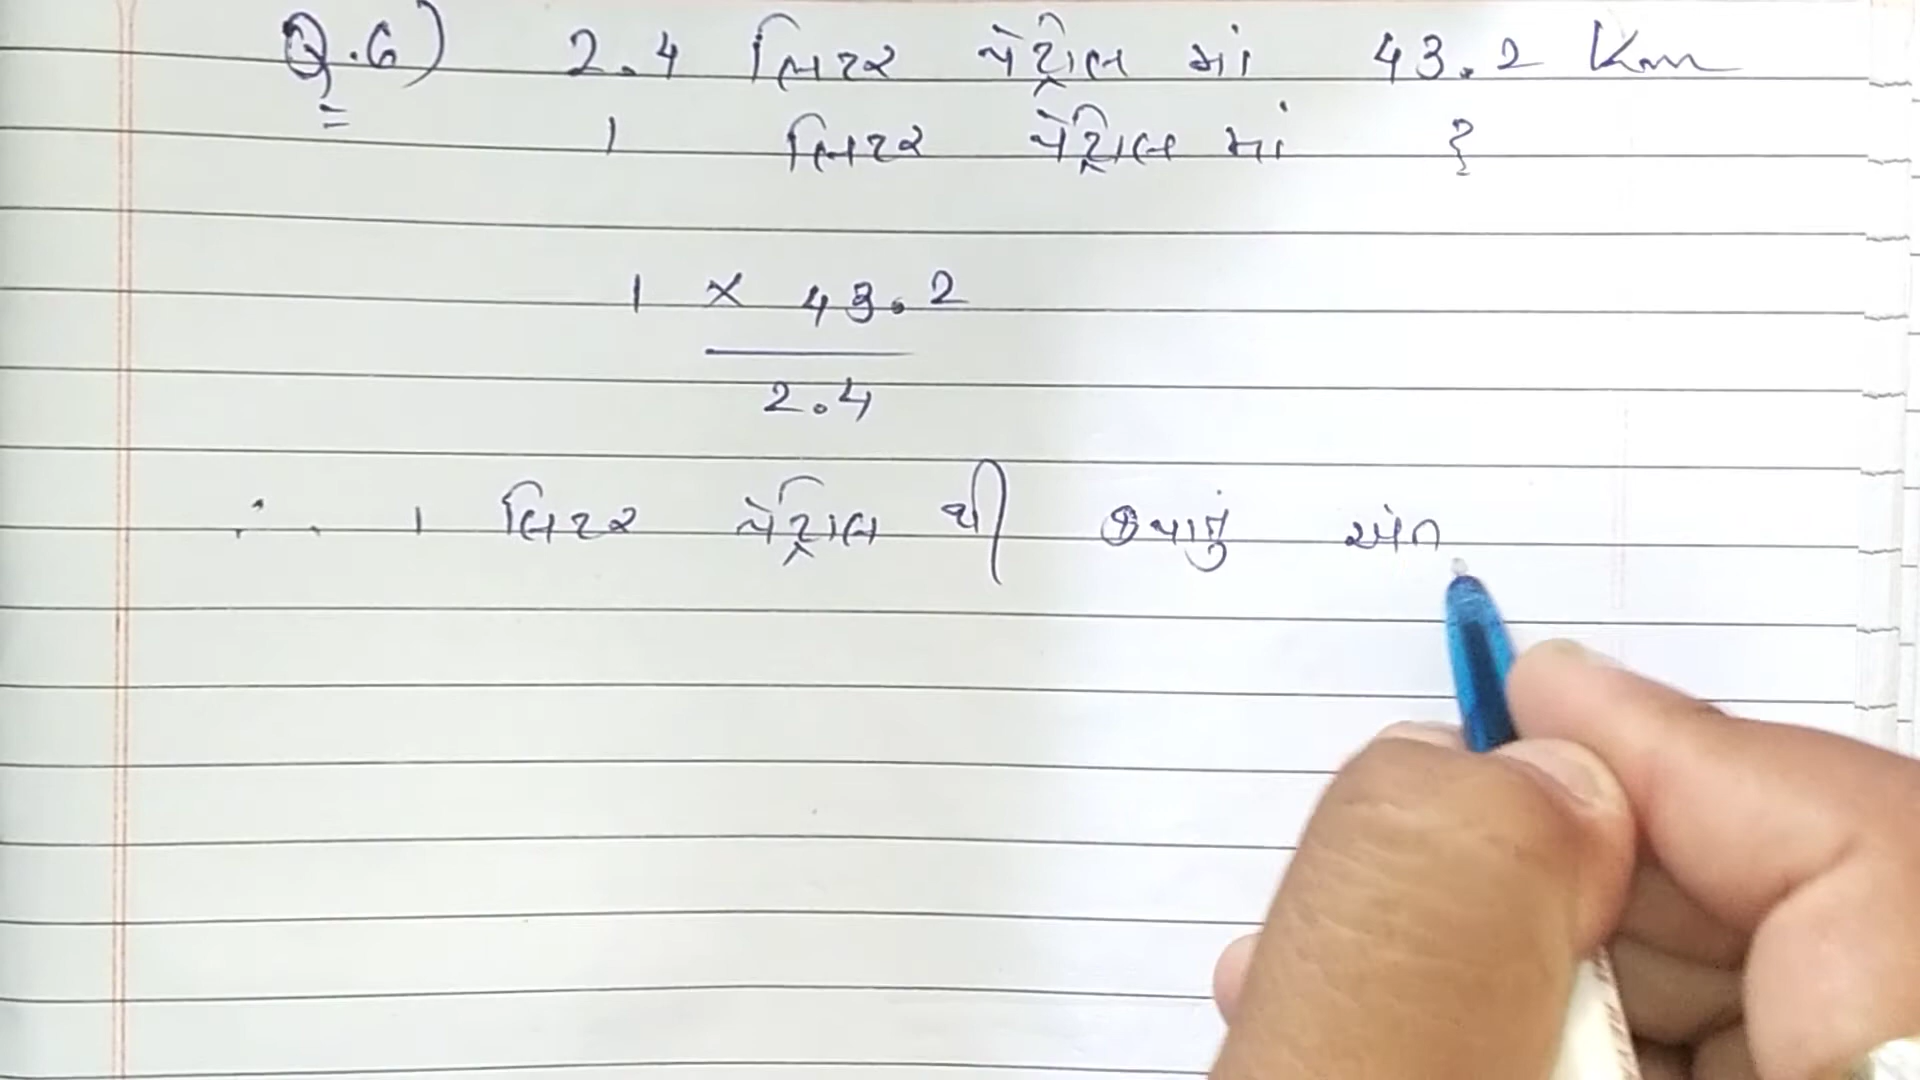 Q.6) 2.4 લિટર પેટ્રોલ માં 43.2 Km
1 લિટર પેટ્રોલ માં ?
1 × 43.2
2.4
∴ 1 લિટર પેટ્રોલ થી કપાતું અંત